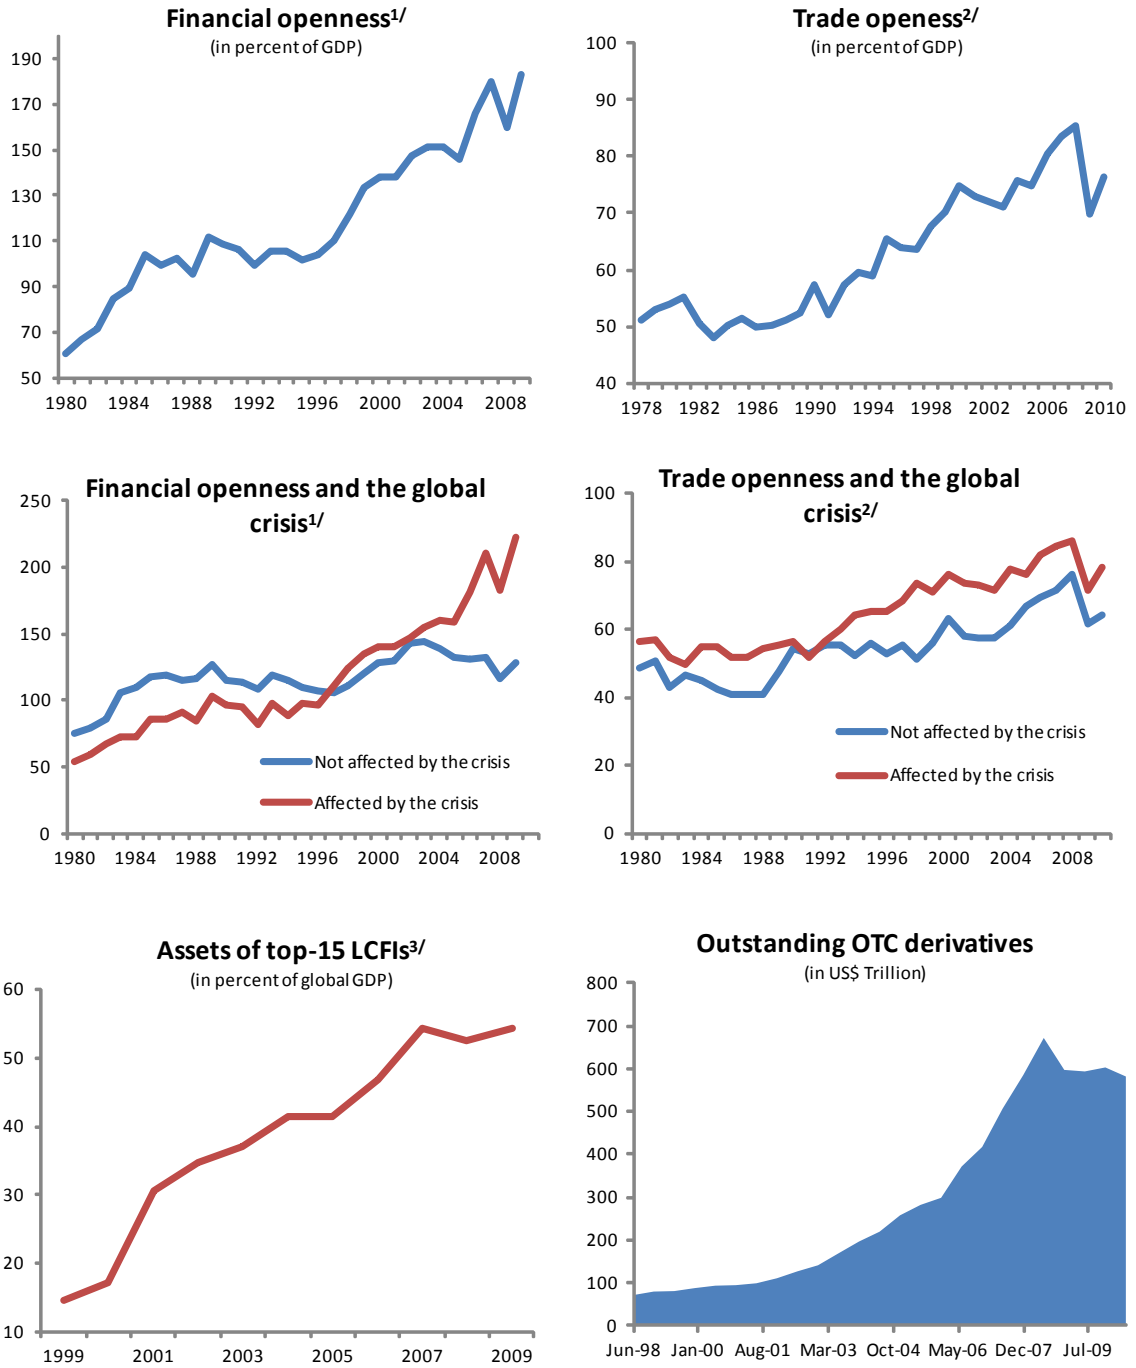 Financial openness1/
(in percent of GDP)
190
170
150
130
110
90
70
50
1980 1984 1988 1992 1996 2000 2004 2008
Trade openess2/
(in percent of GDP)
100
90
80
70
60
50
40
1978 1982 1986 1990 1994 1998 2002 2006 2010
Financial openness and the global
crisis1/
250
200
150
100
50
0
Not affected by the crisis
Affected by the crisis
1980 1984 1988 1992 1996 2000 2004 2008
Trade openness and the global
crisis2/
100
80
60
40
20
0
Not affected by the crisis
Affected by the crisis
1980 1984 1988 1992 1996 2000 2004 2008
Assets of top-15 LCFIs3/
(in percent of global GDP)
60
50
40
30
20
10
1999 2001 2003 2005 2007 2009
Outstanding OTC derivatives
(in US$ Trillion)
800
700
600
500
400
300
200
100
0
Jun-98 Jan-00 Aug-01 Mar-03 Oct-04 May-06 Dec-07 Jul-09